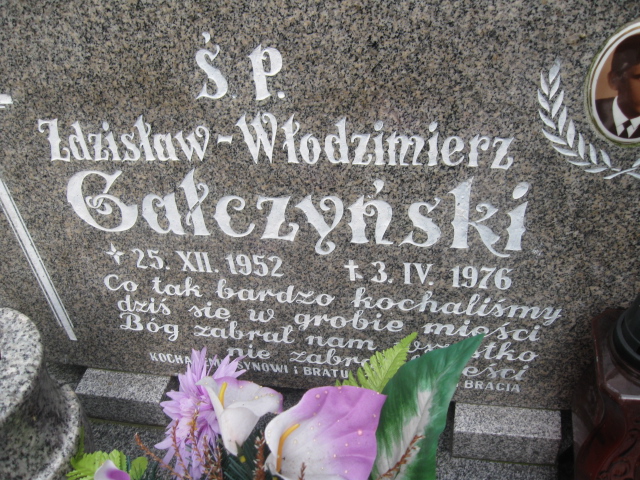 Ś. P.
Zdzisław-Włodzimierz
Gałczyński
25. XII. 1952 3. IV. 1976
Co tak bardzo kochaliśmy
dziś się w grobie mieści
Bóg zabrał nam
nie
I BRATU BRACIA